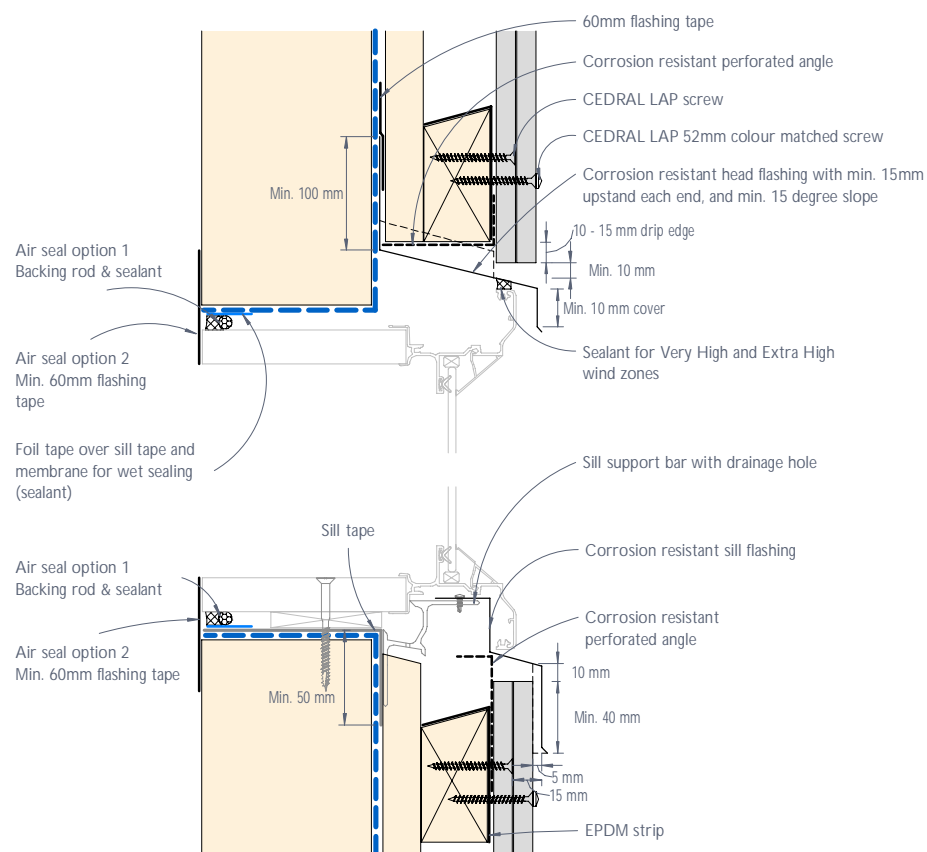 60mm flashing tape
Corrosion resistant perforated angle
CEDRAL LAP screw
CEDRAL LAP 52mm colour matched screw
Corrosion resistant head flashing with min. 15mm
upstand each end, and min. 15 degree slope
Min. 100 mm
10 - 15 mm drip edge
Min. 10 mm
Min. 10 mm cover
Air seal option 1
Backing rod & sealant
Air seal option 2
Min. 60mm flashing
tape
Sealant for Very High and Extra High
wind zones
Foil tape over sill tape and
membrane for wet sealing
(sealant)
Sill support bar with drainage hole
Sill tape
Corrosion resistant sill flashing
Air seal option 1
Backing rod & sealant
Corrosion resistant
perforated angle
Air seal option 2
Min. 60mm flashing tape
10 mm
Min. 50 mm
Min. 40 mm
5 mm
15 mm
EPDM strip